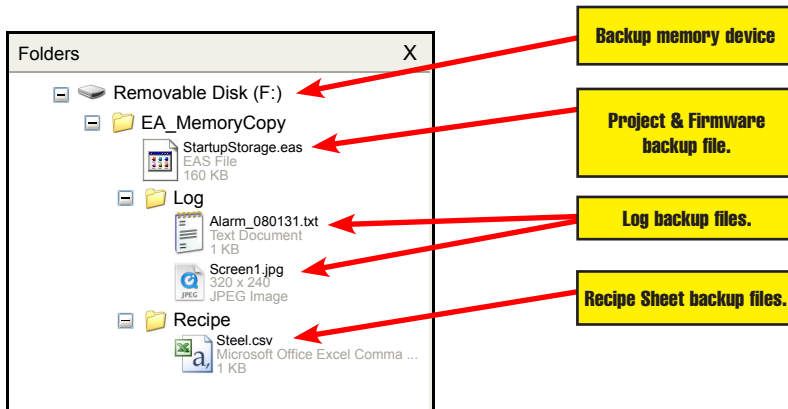 Folders X
Removable Disk (F:)
EA_MemoryCopy
StartupStorage.eas
EAS File
160 KB
Log
Alarm_080131.txt
Text Document
1 KB
JPEG
Screen1.jpg
320 x 240
JPEG Image
Recipe
a,
Steel.csv
Microsoft Office Excel Comma ...
1 KB
Backup memory device
Project & Firmware
backup file.
Log backup files.
Recipe Sheet backup files.